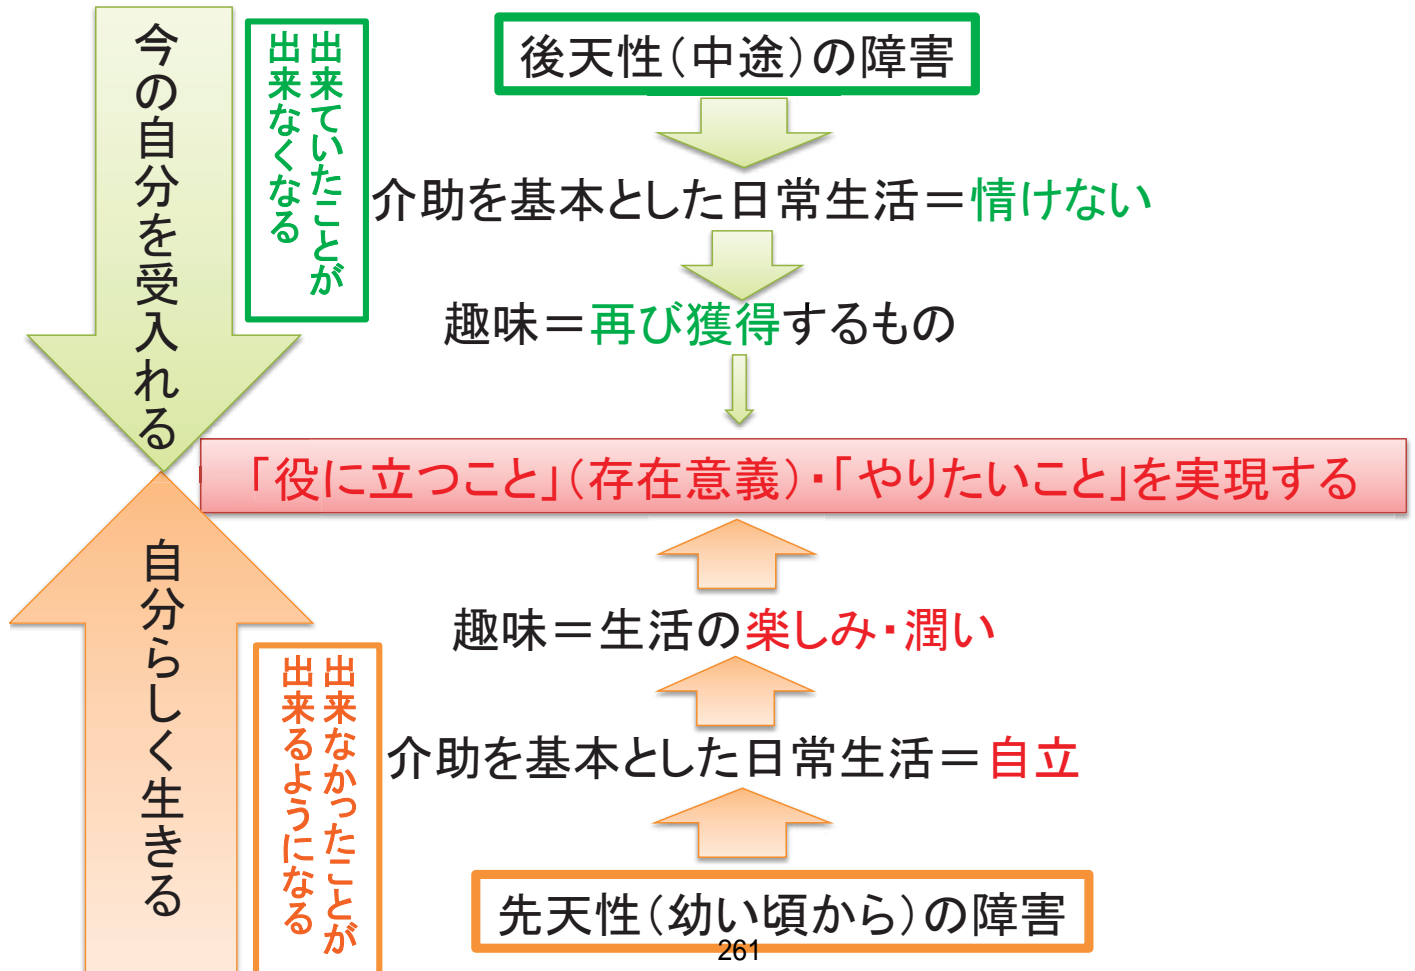 今の自分を受入れる
出来ていたことが
出来なくなる
後天性（中途）の障害
介助を基本とした日常生活＝情けない
趣味＝再び獲得するもの
「役に立つこと」（存在意義）・「やりたいこと」を実現する
自分らしく生きる
出来なかったことが
出来るようになる
趣味＝生活の楽しみ・潤い
介助を基本とした日常生活＝自立
先天性（幼い頃から）の障害
261